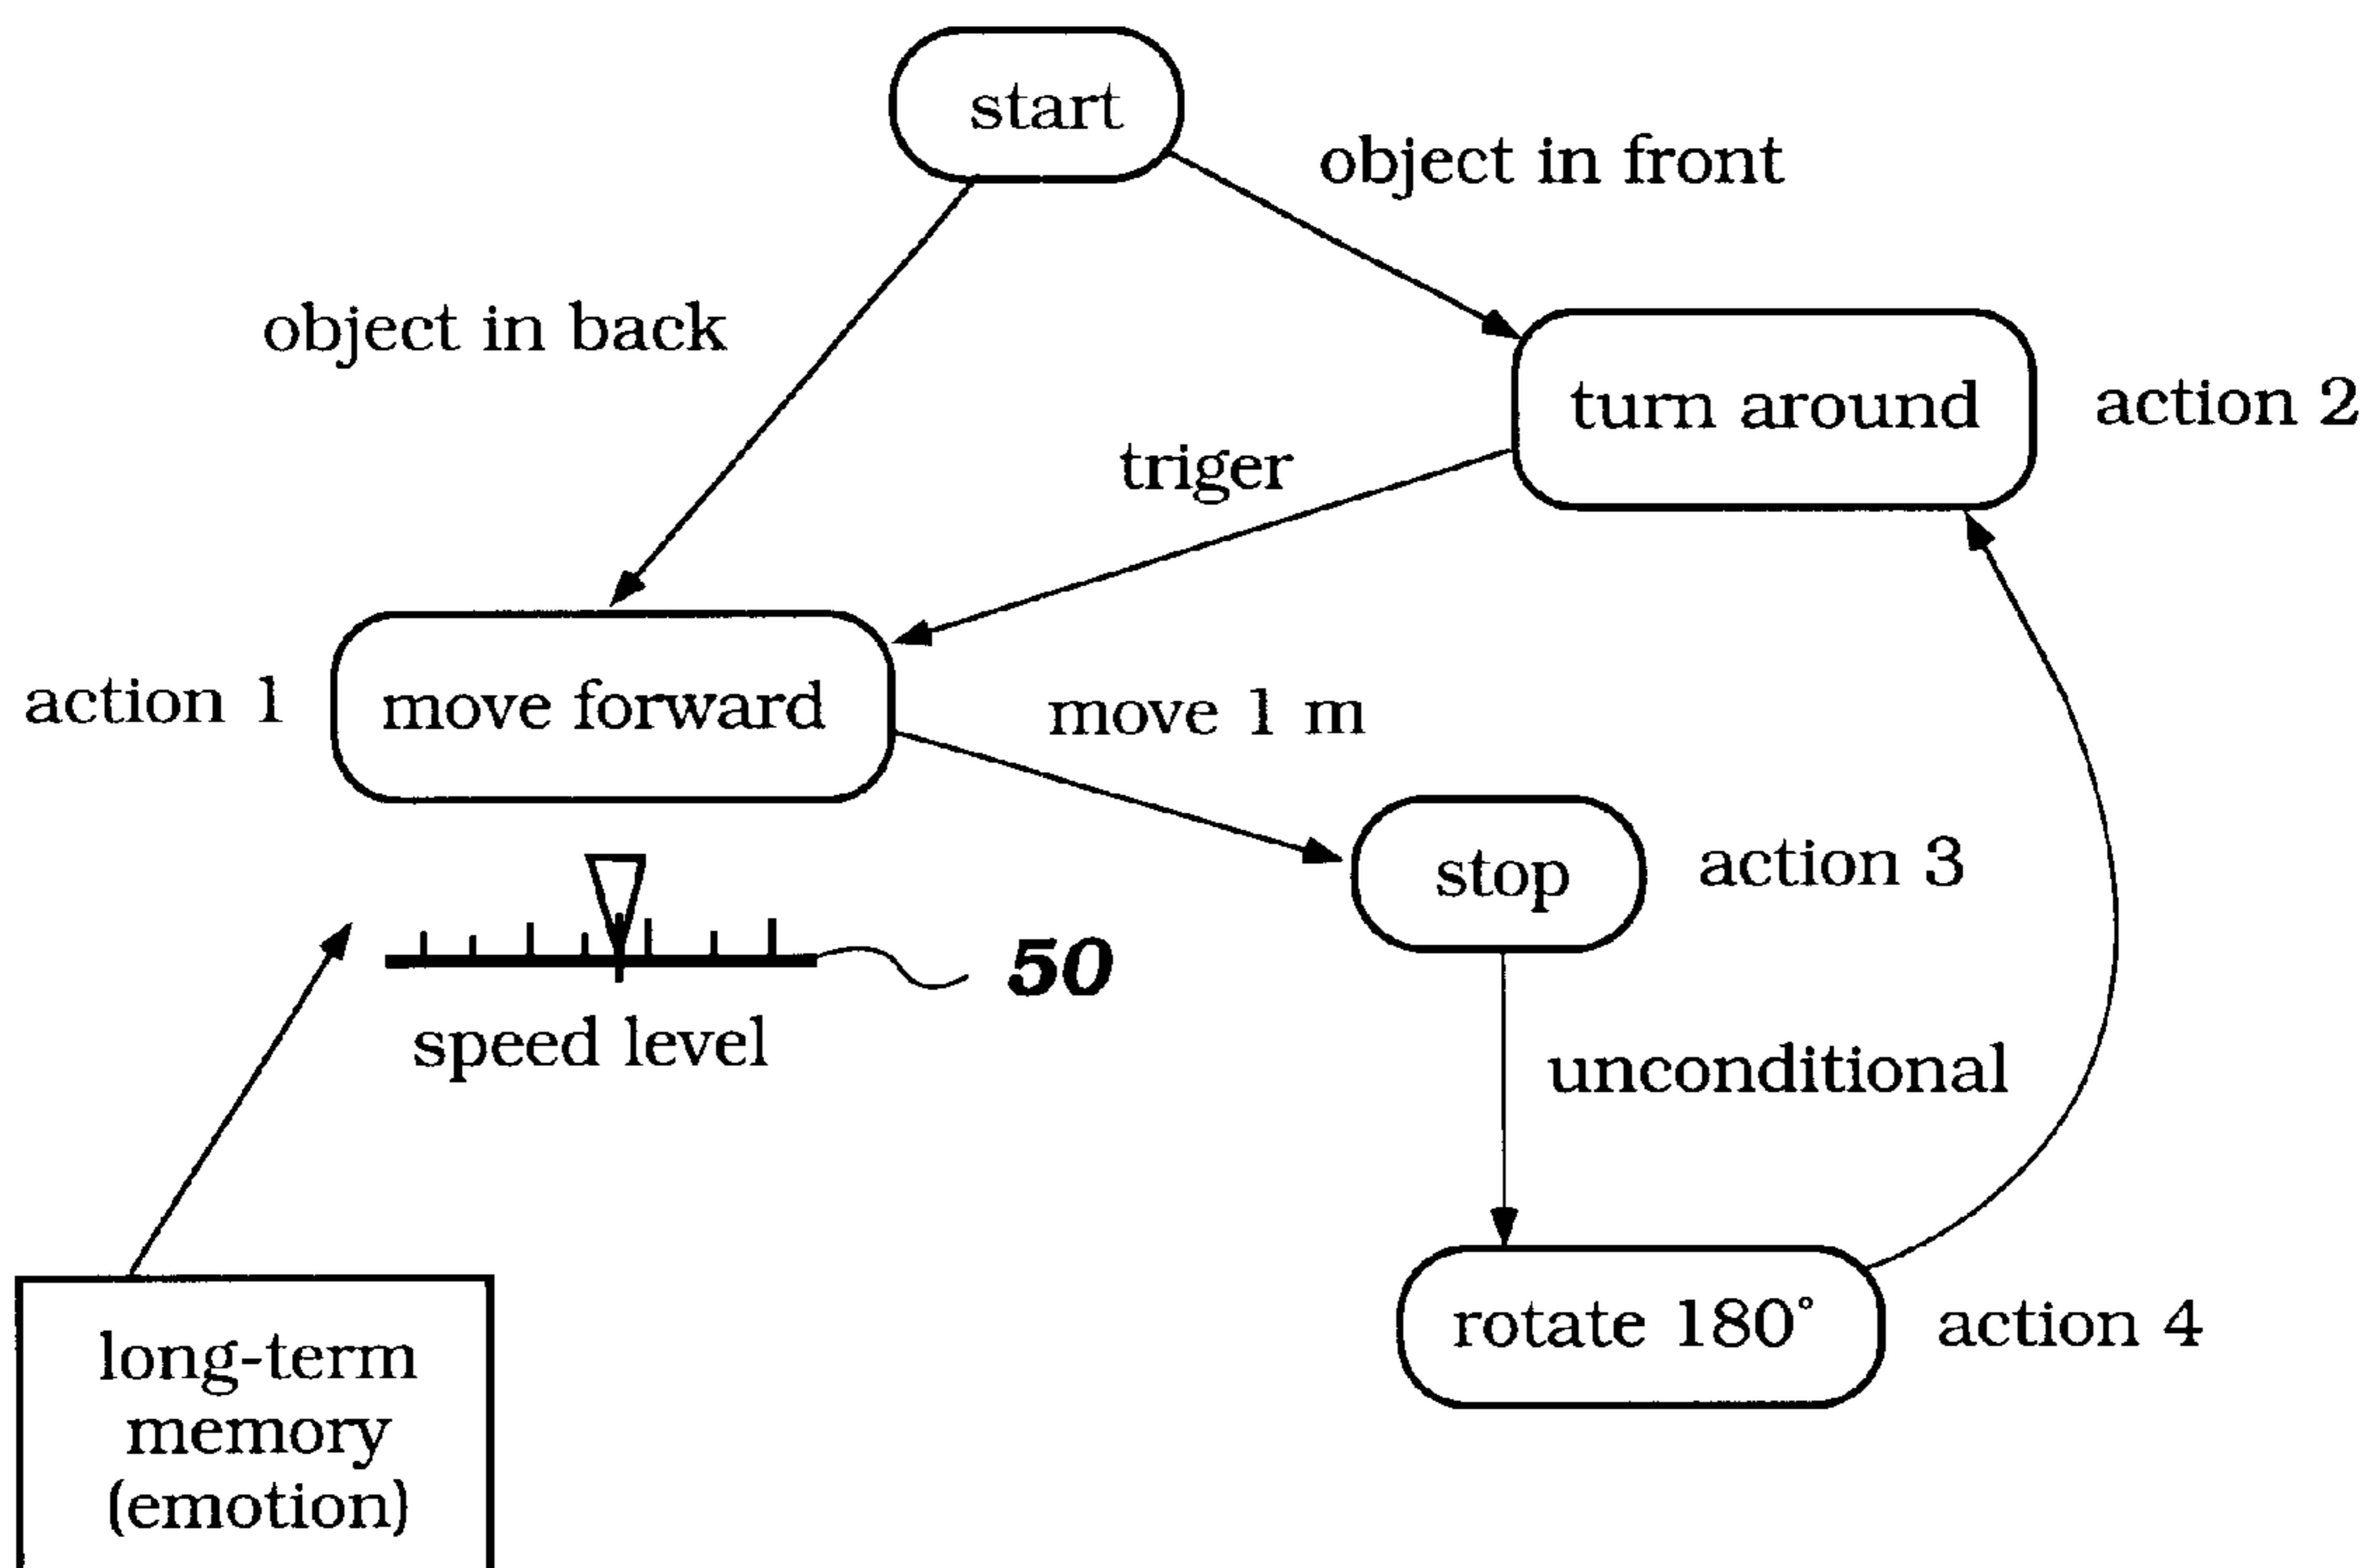 start
object in front
object in back
turn around
action 2
triger
action 1
move forward
move 1 m
stop
action 3
50
speed level
unconditional
rotate 180°
action 4
long-term
memory
(emotion)